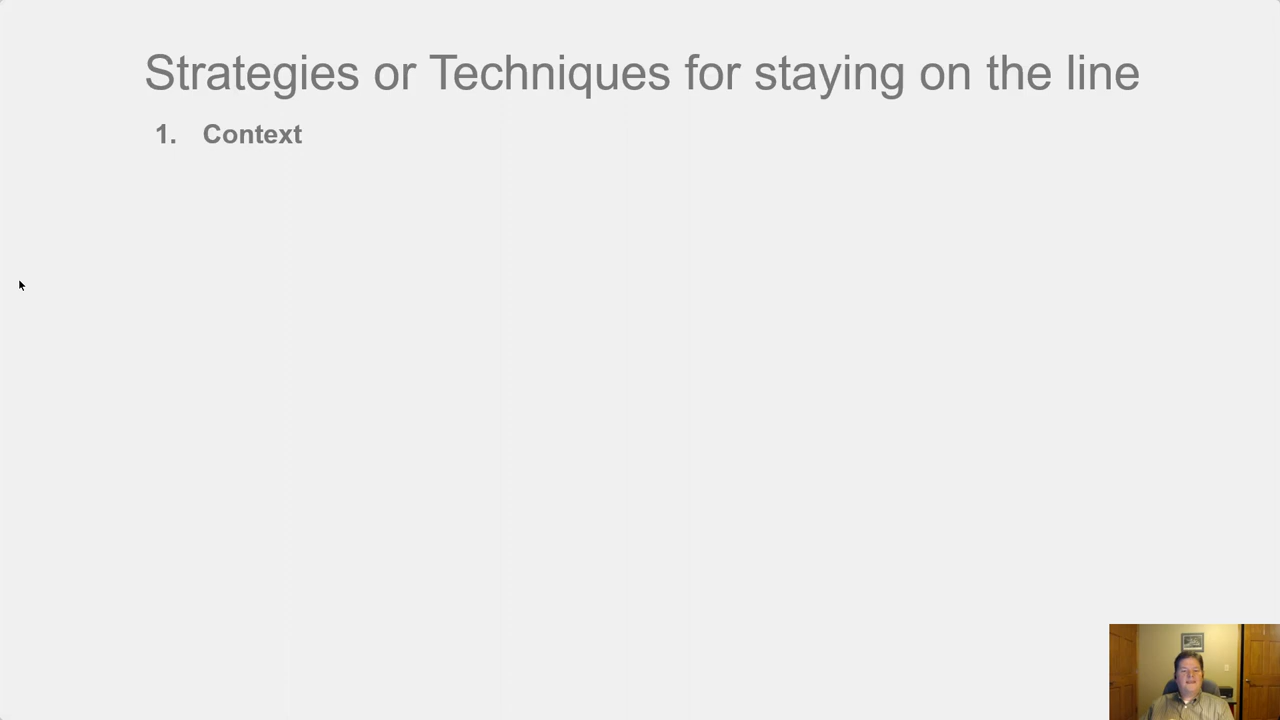 Strategies or Techniques for staying on the line
1. Context